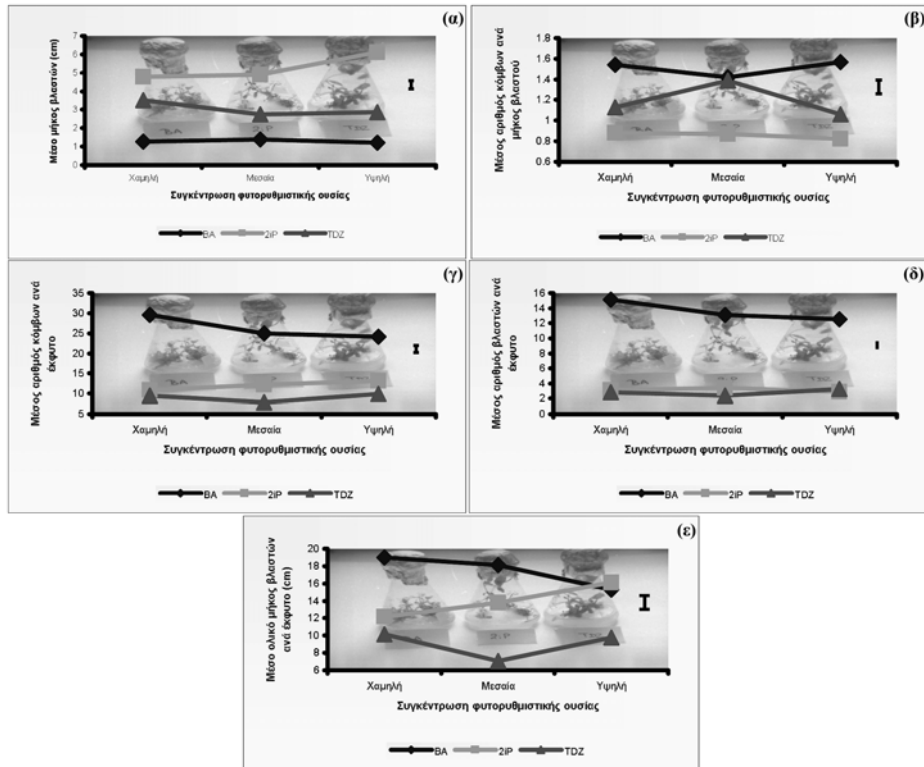 (α)
Μέσο μήκος βλαστών (cm)
7
6
5
4
3
2
1
0
Χαμηλή Μεσαία Υψηλή
Συγκέντρωση φυτορυθμιστικής ουσίας
BA 2iP TDZ
(β)
Μέσος αριθμός κόμβων ανά
μήκος βλαστού
1.8
1.6
1.4
1.2
1.0
0.8
0.6
Χαμηλή Μεσαία Υψηλή
Συγκέντρωση φυτορυθμιστικής ουσίας
BA 2iP TDZ
(γ)
Μέσος αριθμός κόμβων ανά
έκφυτο
35
30
25
20
15
10
5
Χαμηλή Μεσαία Υψηλή
Συγκέντρωση φυτορυθμιστικής ουσίας
BA 2iP TDZ
(δ)
Μέσος αριθμός βλαστών ανά
έκφυτο
16
14
12
10
8
6
4
2
0
Χαμηλή Μεσαία Υψηλή
Συγκέντρωση φυτορυθμιστικής ουσίας
BA 2iP TDZ
(ε)
Μέσο ολικό μήκος βλαστών
ανά έκφυτο (cm)
20
18
16
14
12
10
8
6
Χαμηλή Μεσαία Υψηλή
Συγκέντρωση φυτορυθμιστικής ουσίας
BA 2iP TDZ